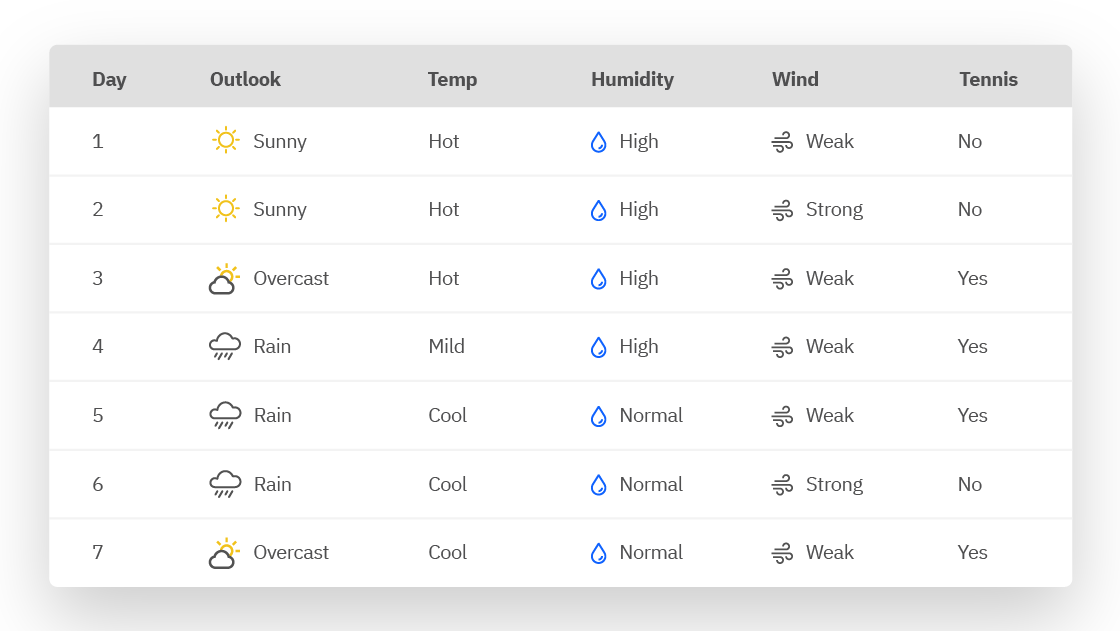 Day Outlook Temp Humidity Wind Tennis
1 Sunny Hot High Weak No
2 Sunny Hot High Strong No
3 Overcast Hot High Weak Yes
4 Rain Mild High Weak Yes
5 Rain Cool Normal Weak Yes
6 Rain Cool Normal Strong No
7 Overcast Cool Normal Weak Yes